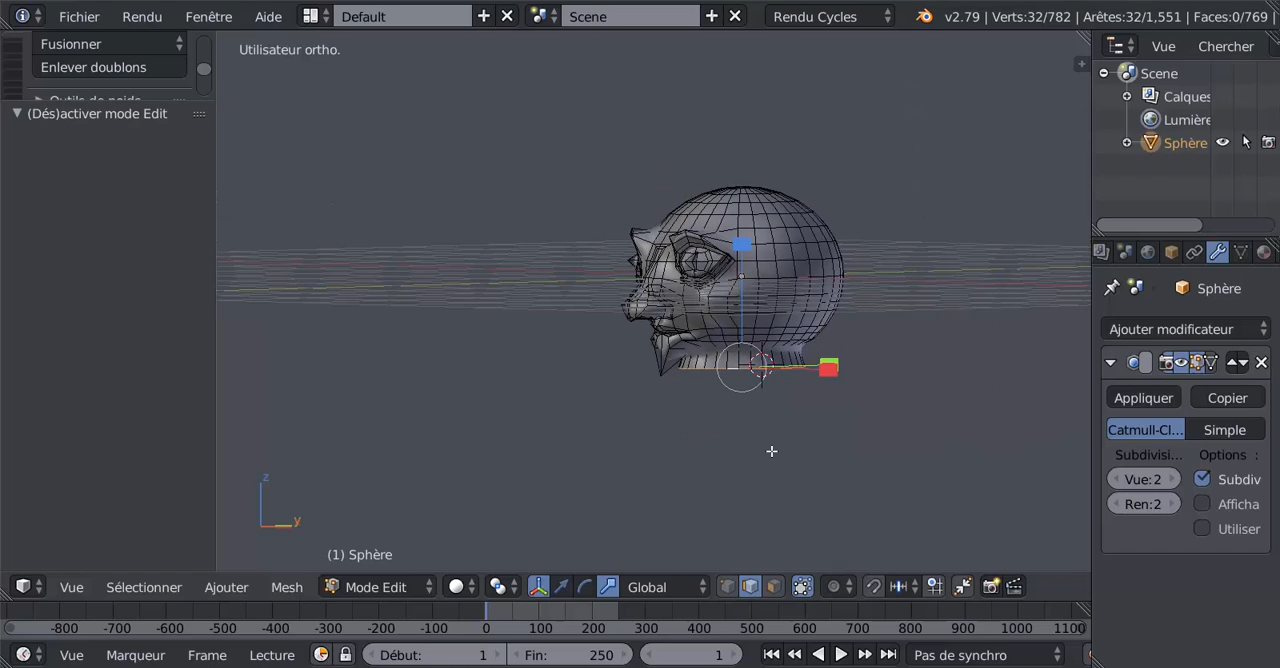 Fichier Rendu Fenêtre Aide Default Scene Rendu Cycles v2.79 | Verts:32/782 | Arêtes:32/1,551 | Faces:0/769
Fusionner
Enlever doublons
Outils de poids
(Dés)activer mode Edit
Utilisateur ortho.
Vue Chercher
Scene
Calques
Lumière
Sphère
Sphère
Ajouter modificateur
Appliquer Copier
Catmull-Cl... Simple
Subdivisi... Options :
Vue:2 Subdiv
Ren:2 Afficha
Utiliser
z
y
(1) Sphère
Vue Sélectionner Ajouter Mesh Mode Edit Global
-800 -700 -600 -500 -400 -300 -200 -100 0 100 200 300 400 500 600 700 800 900 1000 1100
Vue Marqueur Frame Lecture Début: 1 Fin: 250 1 Pas de synchro